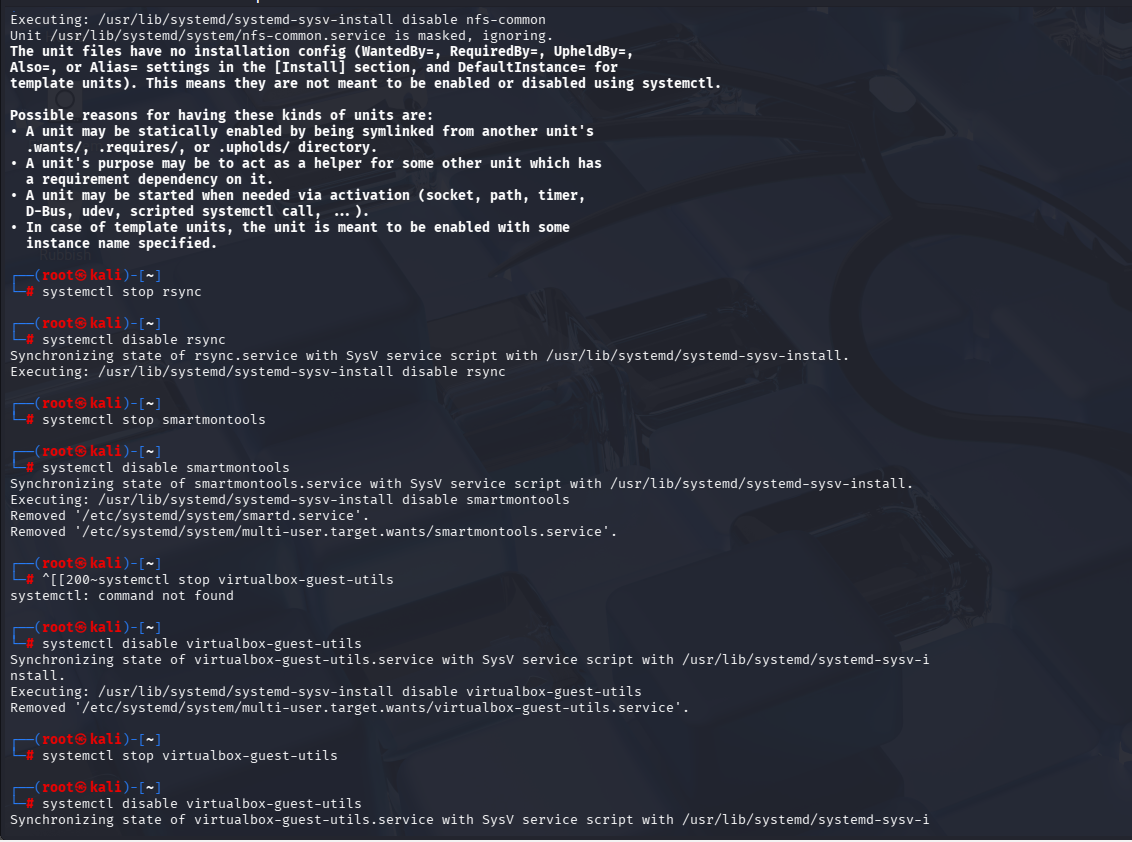 Executing: /usr/lib/systemd/systemd-sysv-install disable nfs-common
Unit /usr/lib/systemd/system/nfs-common.service is masked, ignoring.
The unit files have no installation config (WantedBy=, RequiredBy=, UpheldBy=,
Also=, or Alias= settings in the [Install] section, and DefaultInstance= for
template units). This means they are not meant to be enabled or disabled using systemctl.

Possible reasons for having these kinds of units are:
• A unit may be statically enabled by being symlinked from another unit's
  .wants/, .requires/, or .upholds/ directory.
• A unit's purpose may be to act as a helper for some other unit which has
  a requirement dependency on it.
• A unit may be started when needed via activation (socket, path, timer,
  D-Bus, udev, scripted systemctl call, ...).
• In case of template units, the unit is meant to be enabled with some
  instance name specified.
Rubbish

┌──(root㉿kali)-[~]
└─# systemctl stop rsync

┌──(root㉿kali)-[~]
└─# systemctl disable rsync
Synchronizing state of rsync.service with SysV service script with /usr/lib/systemd/systemd-sysv-install.
Executing: /usr/lib/systemd/systemd-sysv-install disable rsync

┌──(root㉿kali)-[~]
└─# systemctl stop smartmontools

┌──(root㉿kali)-[~]
└─# systemctl disable smartmontools
Synchronizing state of smartmontools.service with SysV service script with /usr/lib/systemd/systemd-sysv-install.
Executing: /usr/lib/systemd/systemd-sysv-install disable smartmontools
Removed '/etc/systemd/system/smartd.service'.
Removed '/etc/systemd/system/multi-user.target.wants/smartmontools.service'.

┌──(root㉿kali)-[~]
└─# ^[[200~systemctl stop virtualbox-guest-utils
systemctl: command not found

┌──(root㉿kali)-[~]
└─# systemctl disable virtualbox-guest-utils
Synchronizing state of virtualbox-guest-utils.service with SysV service script with /usr/lib/systemd/systemd-sysv-i
nstall.
Executing: /usr/lib/systemd/systemd-sysv-install disable virtualbox-guest-utils
Removed '/etc/systemd/system/multi-user.target.wants/virtualbox-guest-utils.service'.

┌──(root㉿kali)-[~]
└─# systemctl stop virtualbox-guest-utils

┌──(root㉿kali)-[~]
└─# systemctl disable virtualbox-guest-utils
Synchronizing state of virtualbox-guest-utils.service with SysV service script with /usr/lib/systemd/systemd-sysv-i